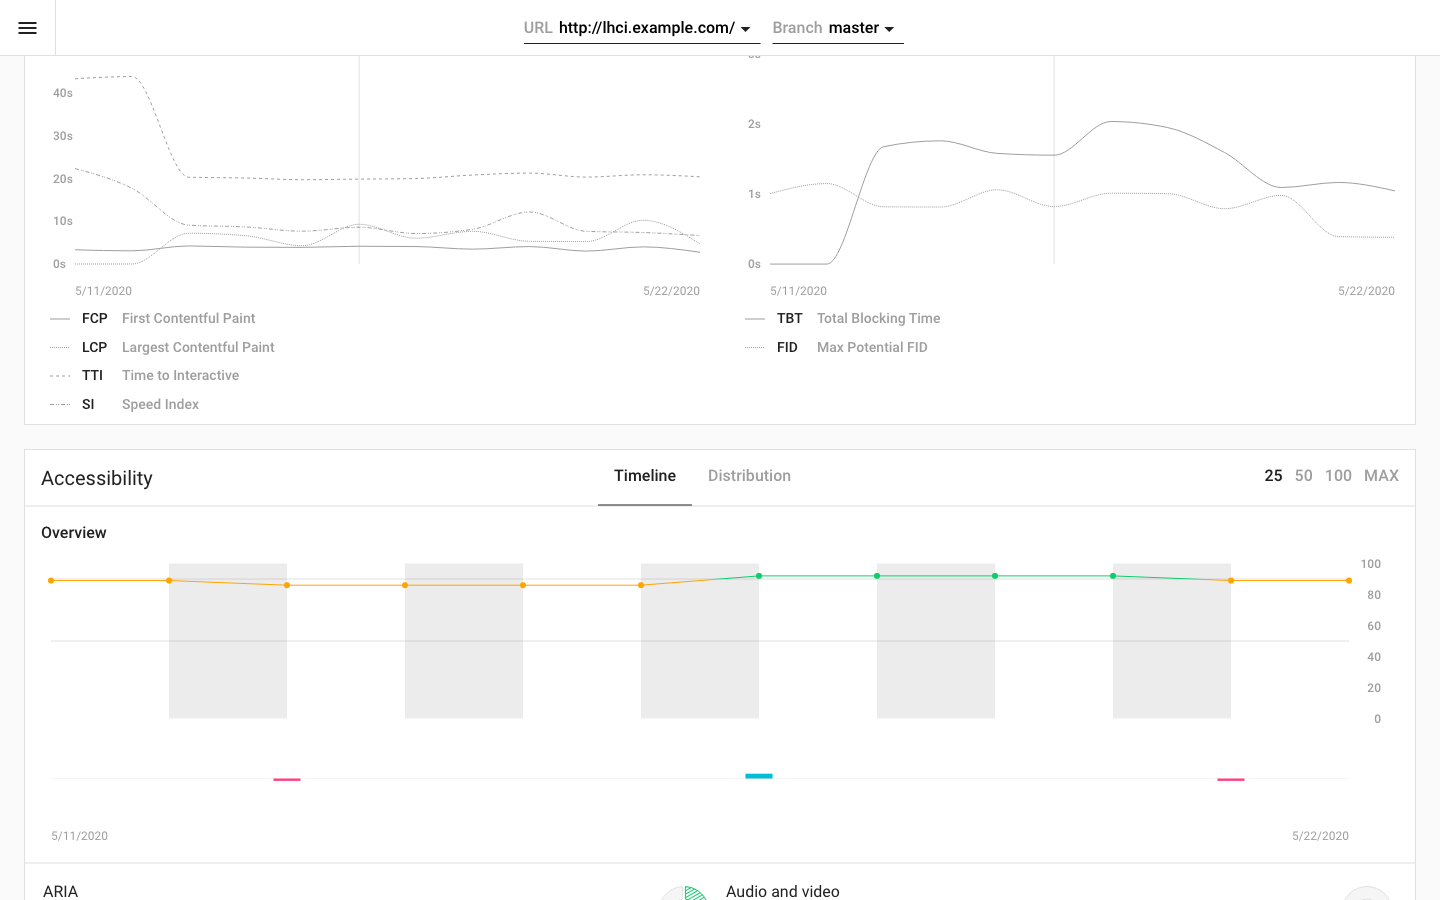 URL http://lhci.example.com/ Branch master
40s
30s
20s
10s
0s
5/11/2020 5/22/2020
FCP First Contentful Paint
LCP Largest Contentful Paint
TTI Time to Interactive
SI Speed Index
2s
1s
0s
5/11/2020 5/22/2020
TBT Total Blocking Time
FID Max Potential FID
Accessibility Timeline Distribution 25 50 100 MAX
Overview
100
80
60
40
20
0
5/11/2020 5/22/2020
ARIA Audio and video